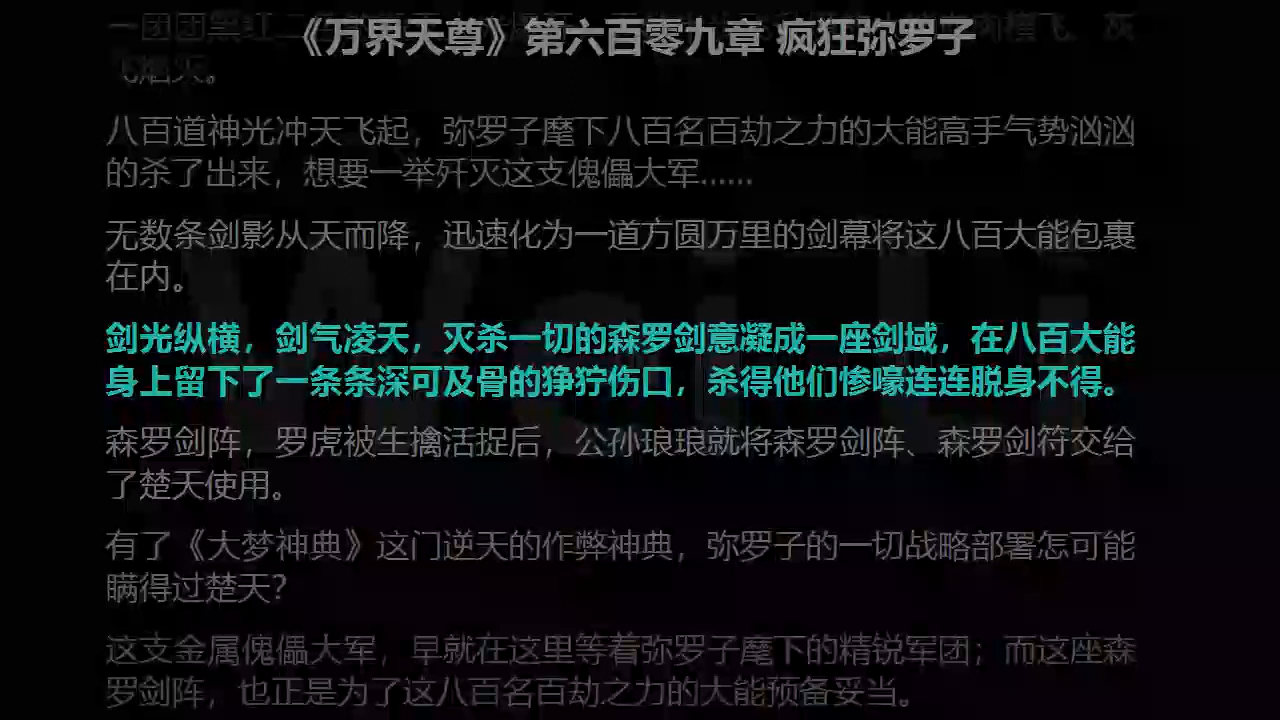 《万界天尊》第六百零九章 疯狂弥罗子
飞烟灭。
八百道神光冲天飞起，弥罗子麾下八百名百劫之力的大能高手气势汹汹
的杀了出来，想要一举歼灭这支傀儡大军……
无数条剑影从天而降，迅速化为一道方圆万里的剑幕将这八百大能包裹
在内。
剑光纵横，剑气凌天，灭杀一切的森罗剑意凝成一座剑域，在八百大能
身上留下了一条条深可及骨的狰狞伤口，杀得他们惨嚎连连脱身不得。
森罗剑阵，罗虎被生擒活捉后，公孙琅琅就将森罗剑阵、森罗剑符交给
了楚天使用。
有了《大梦神典》这门逆天的作弊神典，弥罗子的一切战略部署怎可能
瞒得过楚天？
这支金属傀儡大军，早就在这里等着弥罗子麾下的精锐军团；而这座森
罗剑阵，也正是为了这八百名百劫之力的大能预备妥当。